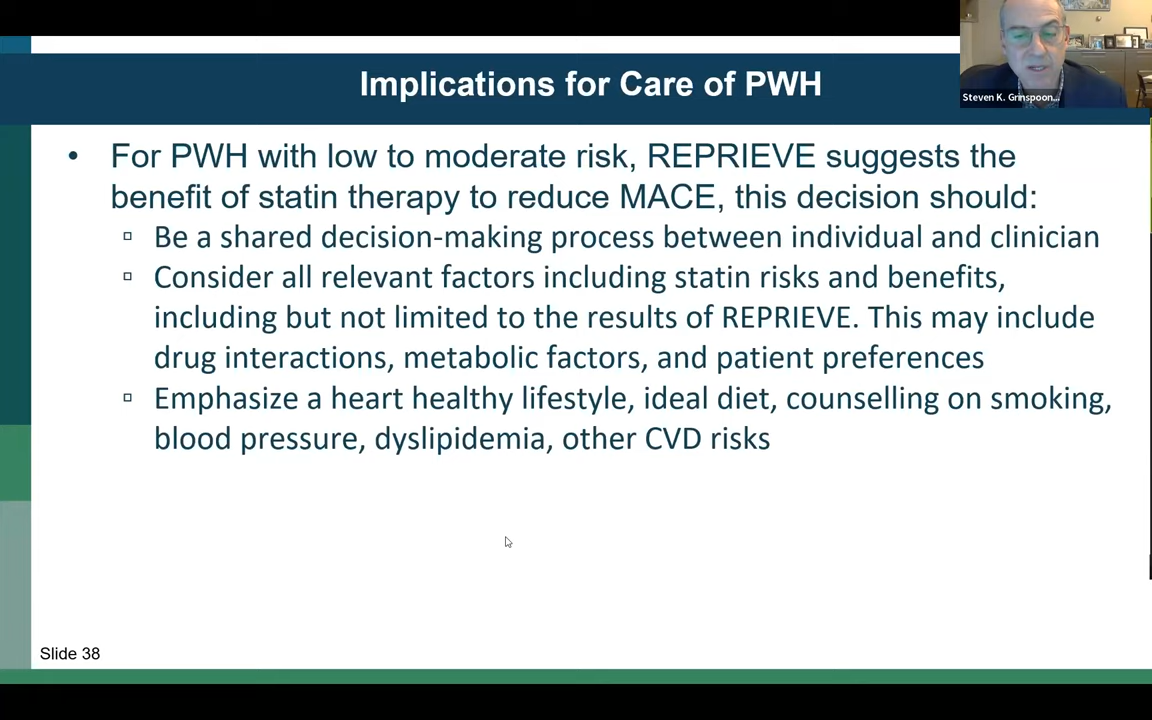 Implications for Care of PWH
Steven K. Grinspoon...
• For PWH with low to moderate risk, REPRIEVE suggests the
benefit of statin therapy to reduce MACE, this decision should:
▫ Be a shared decision-making process between individual and clinician
▫ Consider all relevant factors including statin risks and benefits,
including but not limited to the results of REPRIEVE. This may include
drug interactions, metabolic factors, and patient preferences
▫ Emphasize a heart healthy lifestyle, ideal diet, counselling on smoking,
blood pressure, dyslipidemia, other CVD risks
Slide 38